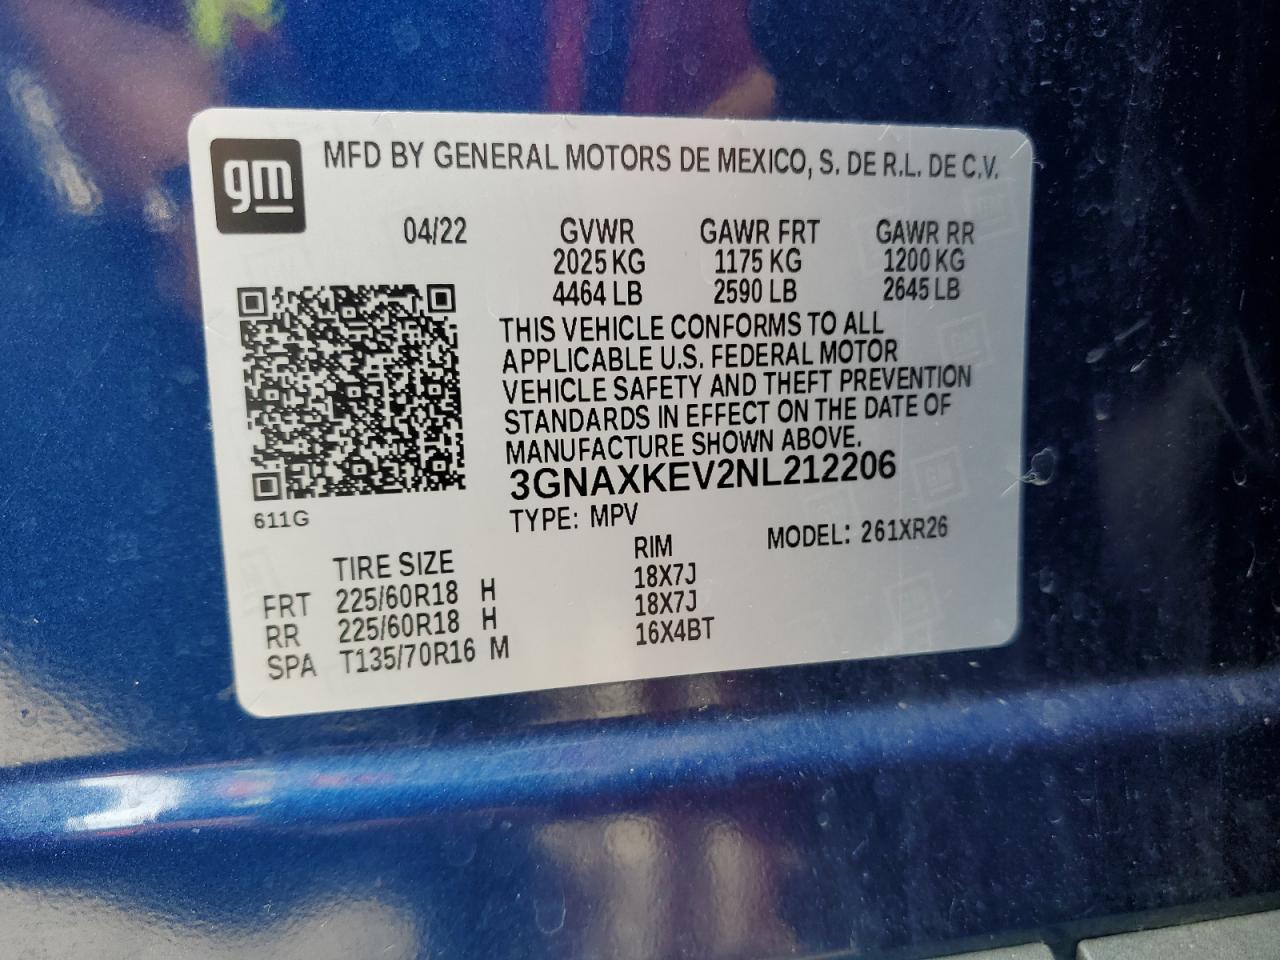 gm MFD BY GENERAL MOTORS DE MEXICO, S. DE R.L. DE C.V.
04/22 GVWR GAWR FRT GAWR RR
2025 KG 1175 KG 1200 KG
4464 LB 2590 LB 2645 LB
THIS VEHICLE CONFORMS TO ALL
APPLICABLE U.S. FEDERAL MOTOR
VEHICLE SAFETY AND THEFT PREVENTION
STANDARDS IN EFFECT ON THE DATE OF
MANUFACTURE SHOWN ABOVE.
3GNAXKEV2NL212206
611G
TYPE: MPV MODEL: 261XR26
TIRE SIZE RIM
FRT 225/60R18 H 18X7J
RR 225/60R18 H 18X7J
SPA T135/70R16 M 16X4BT